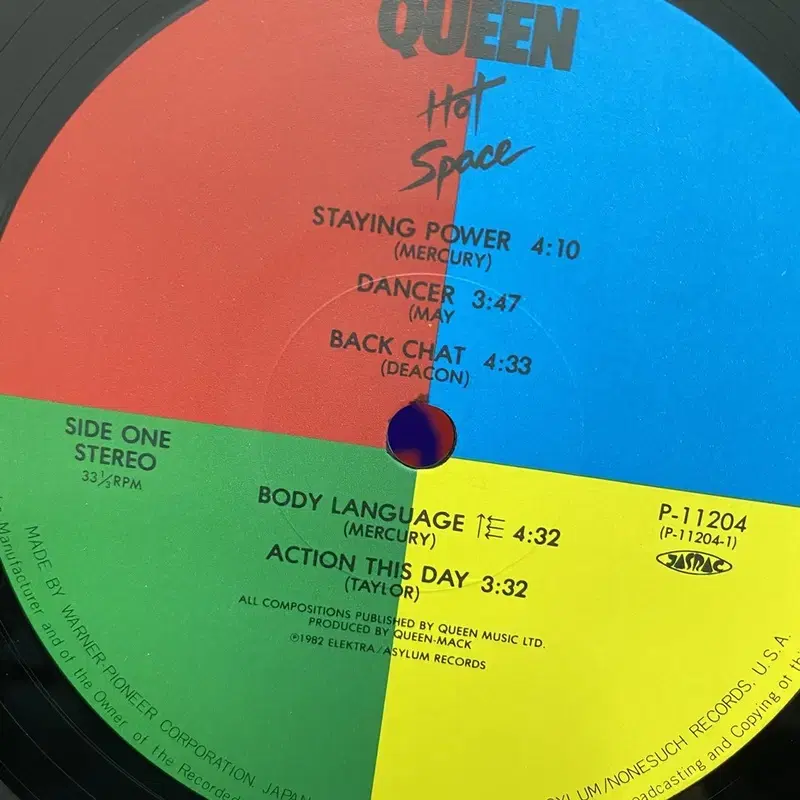 QUEEN
Hot
Space
STAYING POWER 4:10
(MERCURY)
DANCER 3:47
(MAY
BACK CHAT 4:33
(DEACON)
SIDE ONE
STEREO
33⅓RPM
BODY LANGUAGE 4:32
(MERCURY)
ACTION THIS DAY 3:32
(TAYLOR)
P-11204
(P-11204-1)
JASRAC
ALL COMPOSITIONS PUBLISHED BY QUEEN MUSIC LTD.
PRODUCED BY QUEEN-MACK
℗1982 ELEKTRA/ASYLUM RECORDS
MADE BY WARNER-PIONEER CORPORATION, JAPAN
/NONESUCH RECORDS. U.S.A.
Manufacturer and of the Owner of the Recorded
and Copying of